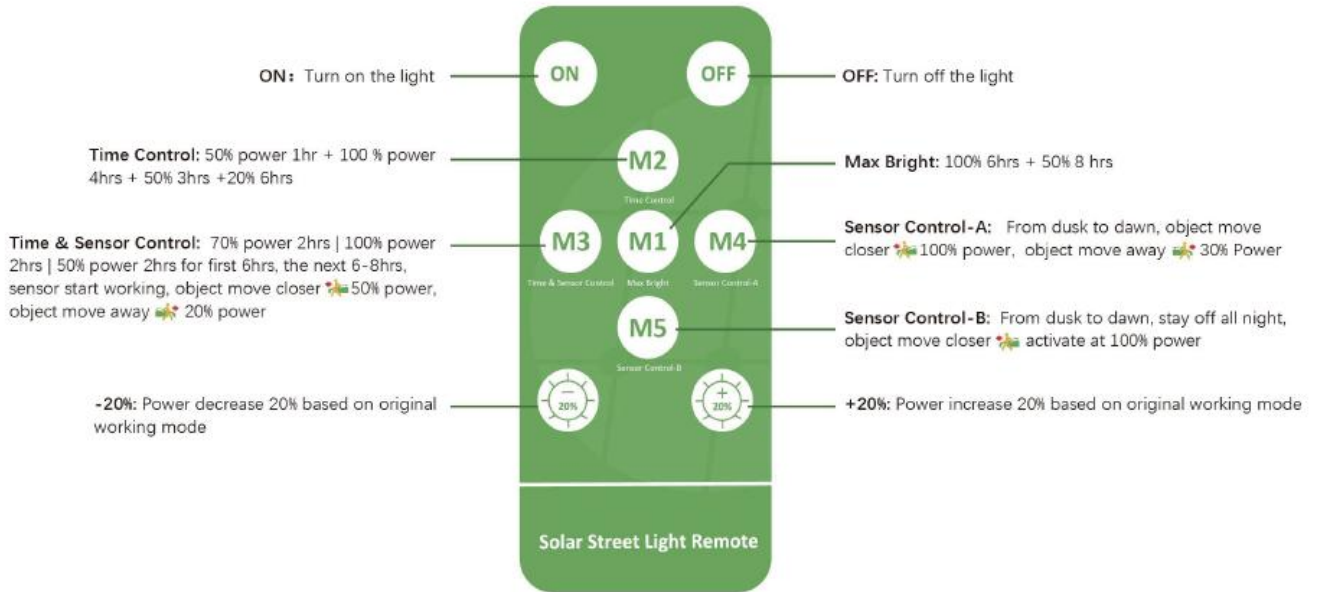 ON: Turn on the light
ON
OFF
OFF: Turn off the light
Time Control: 50% power 1hr + 100 % power
4hrs + 50% 3hrs +20% 6hrs
M2
Time Control
Max Bright: 100% 6hrs + 50% 8 hrs
Time & Sensor Control: 70% power 2hrs | 100% power
2hrs | 50% power 2hrs for first 6hrs, the next 6-8hrs,
sensor start working, object move closer 50% power,
object move away 20% power
M3
Time & Sensor Control
M1
Max Bright
M4
Sensor Control-A
Sensor Control-A: From dusk to dawn, object move
closer 100% power, object move away 30% Power
M5
Sensor Control-B
Sensor Control-B: From dusk to dawn, stay off all night,
object move closer activate at 100% power
-20%: Power decrease 20% based on original
working mode
−
20%
+
20%
+20%: Power increase 20% based on original working mode
Solar Street Light Remote